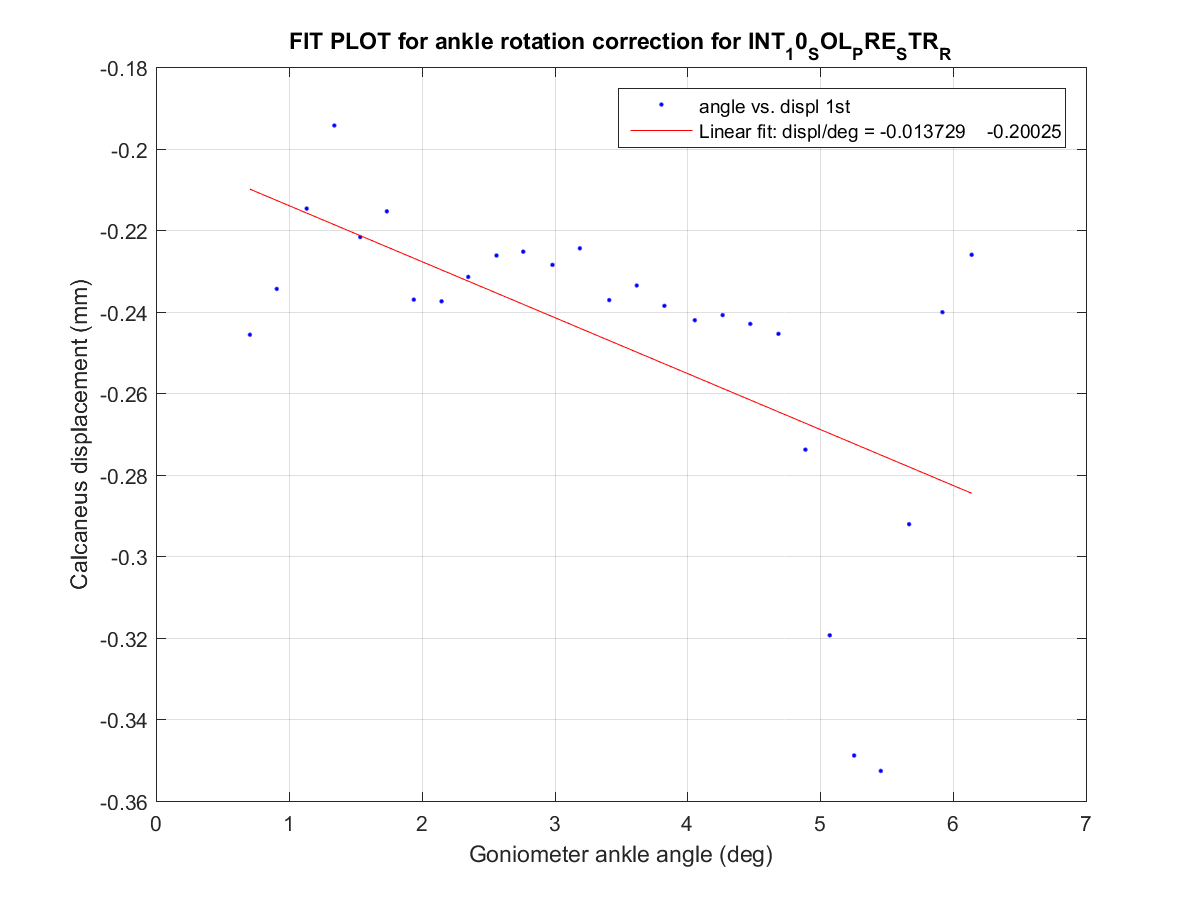 FIT PLOT for ankle rotation correction for INT₁0ₛOLₚREₛTRᵣ
angle vs. displ 1st
Linear fit: displ/deg = -0.013729 -0.20025
-0.18
-0.2
-0.22
-0.24
-0.26
-0.28
-0.3
-0.32
-0.34
-0.36
Calcaneus displacement (mm)
0 1 2 3 4 5 6 7
Goniometer ankle angle (deg)